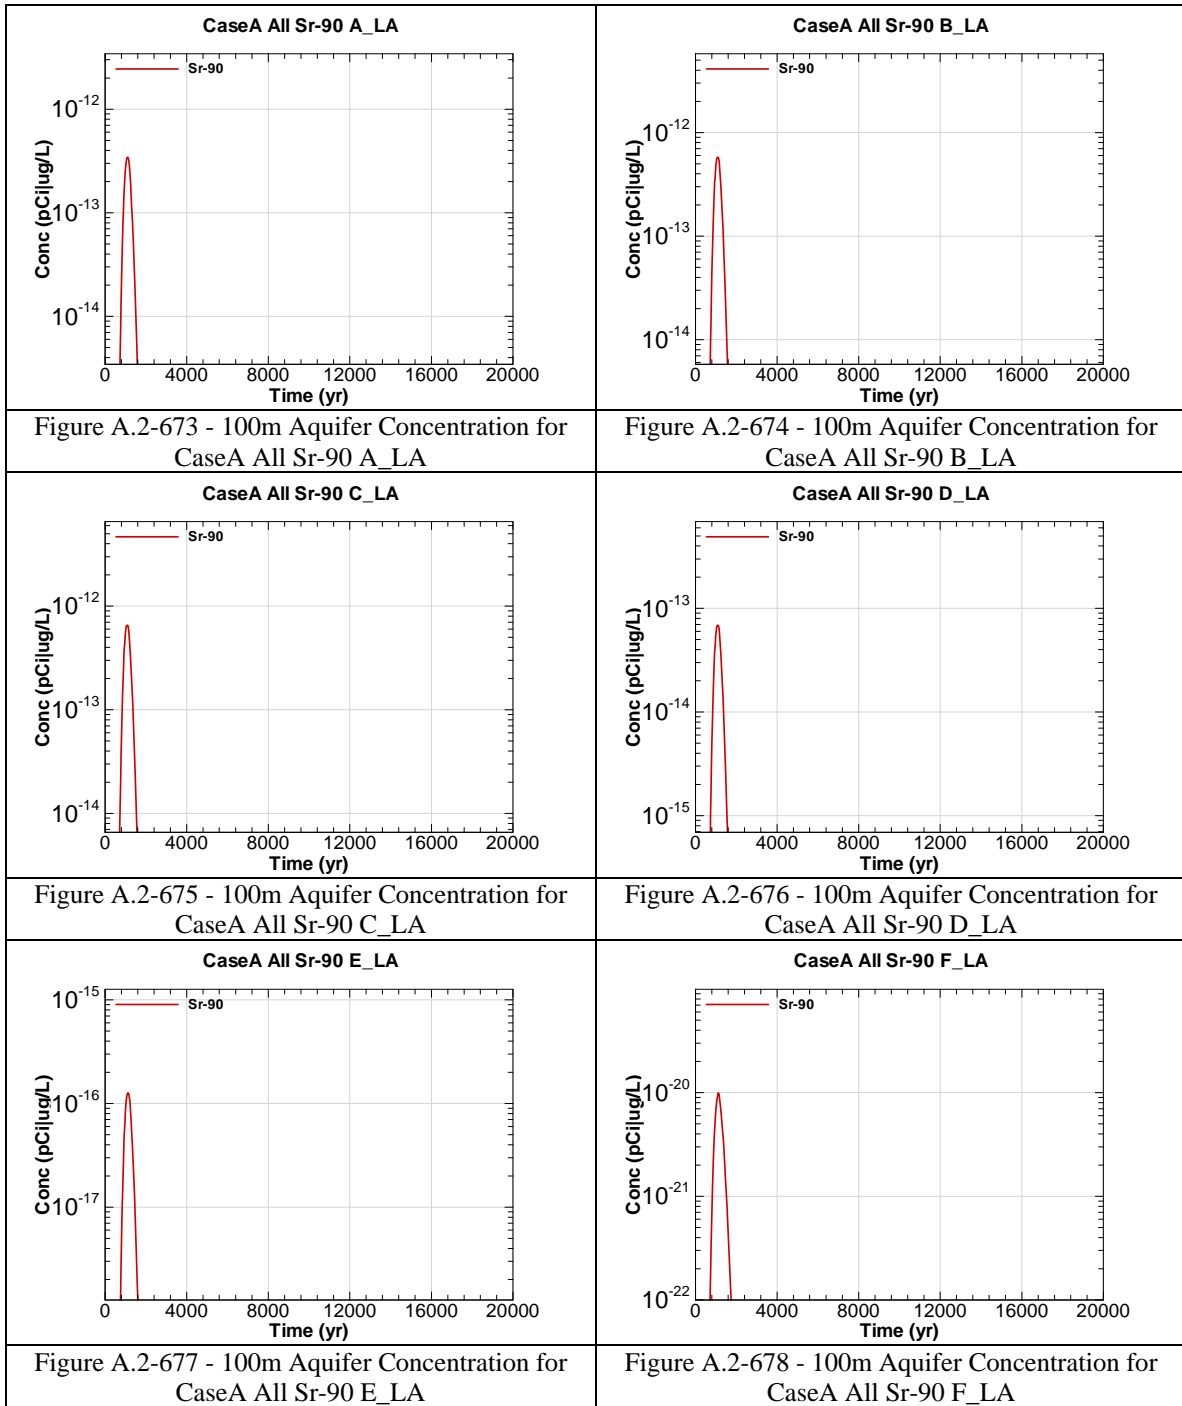 CaseA All Sr-90 A_LA
Sr-90
Conc (pCi|ug/L)
10-12
10-13
10-14
0 4000 8000 12000 16000 20000
Time (yr)
Figure A.2-673 - 100m Aquifer Concentration for
CaseA All Sr-90 A_LA
CaseA All Sr-90 B_LA
Sr-90
Conc (pCi|ug/L)
10-12
10-13
10-14
0 4000 8000 12000 16000 20000
Time (yr)
Figure A.2-674 - 100m Aquifer Concentration for
CaseA All Sr-90 B_LA
CaseA All Sr-90 C_LA
Sr-90
Conc (pCi|ug/L)
10-12
10-13
10-14
0 4000 8000 12000 16000 20000
Time (yr)
Figure A.2-675 - 100m Aquifer Concentration for
CaseA All Sr-90 C_LA
CaseA All Sr-90 D_LA
Sr-90
Conc (pCi|ug/L)
10-13
10-14
10-15
0 4000 8000 12000 16000 20000
Time (yr)
Figure A.2-676 - 100m Aquifer Concentration for
CaseA All Sr-90 D_LA
CaseA All Sr-90 E_LA
Sr-90
Conc (pCi|ug/L)
10-15
10-16
10-17
0 4000 8000 12000 16000 20000
Time (yr)
Figure A.2-677 - 100m Aquifer Concentration for
CaseA All Sr-90 E_LA
CaseA All Sr-90 F_LA
Sr-90
Conc (pCi|ug/L)
10-20
10-21
10-22
0 4000 8000 12000 16000 20000
Time (yr)
Figure A.2-678 - 100m Aquifer Concentration for
CaseA All Sr-90 F_LA